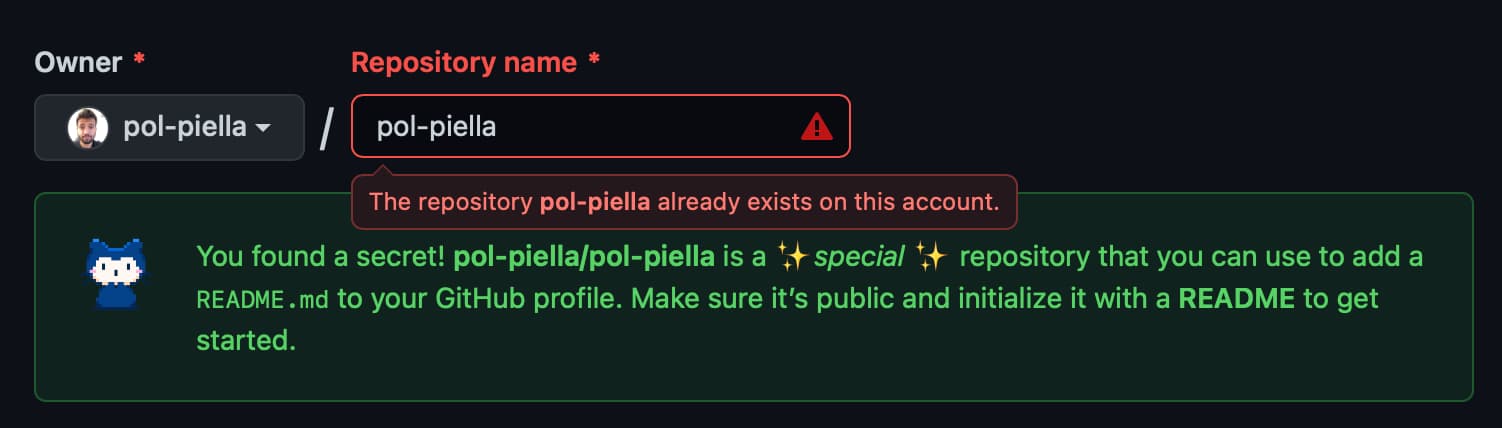 Owner * Repository name *
pol-piella / pol-piella
The repository pol-piella already exists on this account.
You found a secret! pol-piella/pol-piella is a ✨ special ✨ repository that you can use to add a
README.md to your GitHub profile. Make sure it’s public and initialize it with a README to get
started.